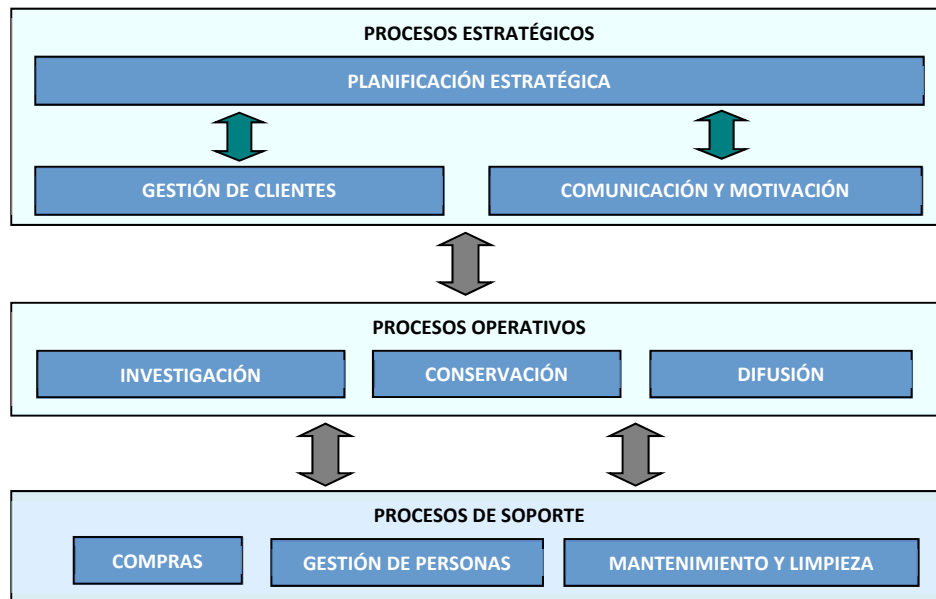 PROCESOS ESTRATÉGICOS
PLANIFICACIÓN ESTRATÉGICA
GESTIÓN DE CLIENTES
COMUNICACIÓN Y MOTIVACIÓN
PROCESOS OPERATIVOS
INVESTIGACIÓN
CONSERVACIÓN
DIFUSIÓN
PROCESOS DE SOPORTE
COMPRAS
GESTIÓN DE PERSONAS
MANTENIMIENTO Y LIMPIEZA